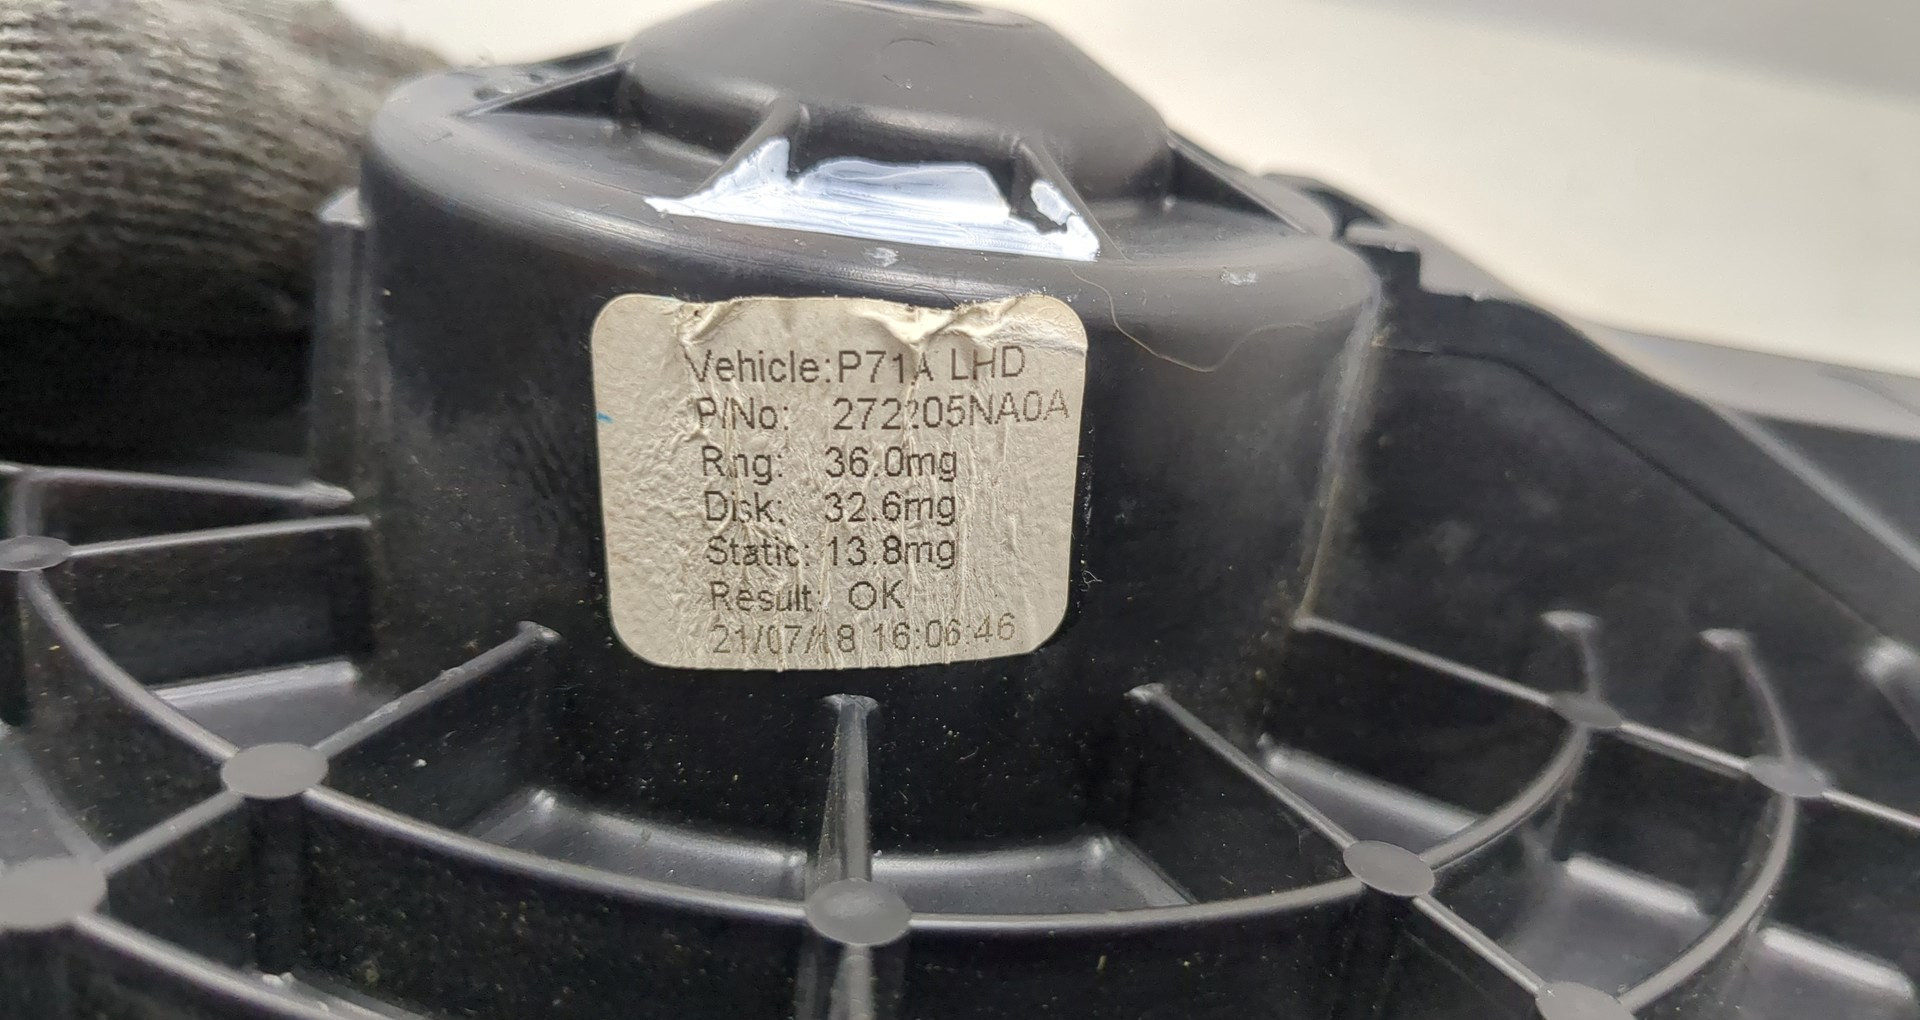 Vehicle:P71A LHD
P/No: 272205NA0A
Ring: 36.0mg
Disk: 32.6mg
Static: 13.8mg
Result: OK
21/07/18 16:06:46